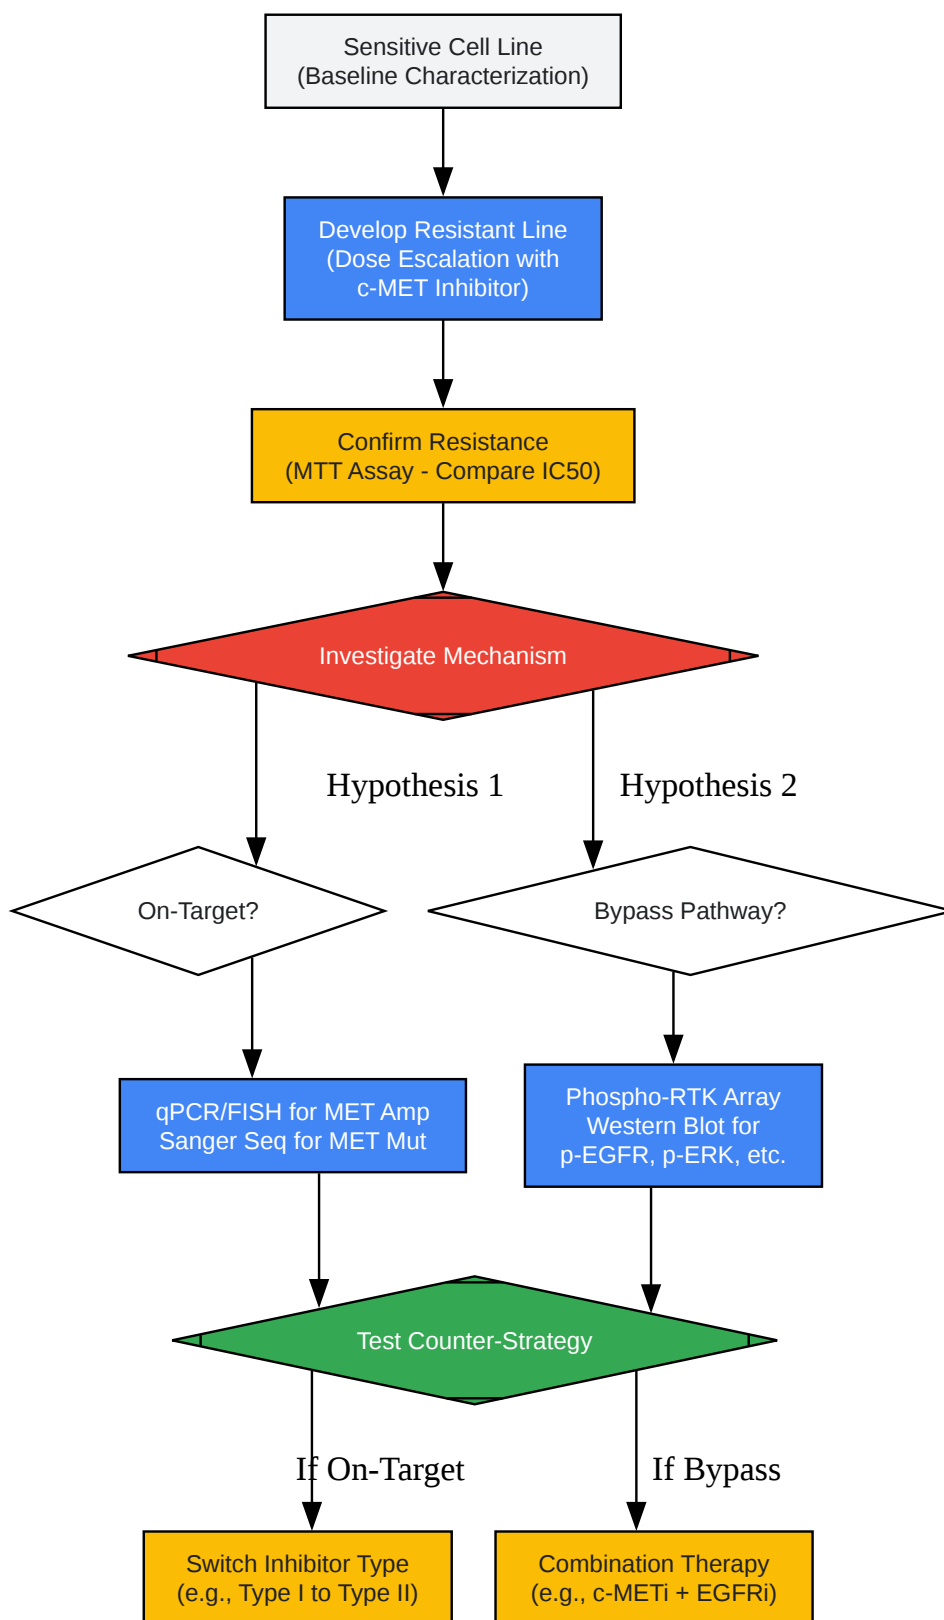 Sensitive Cell Line
(Baseline Characterization)
Develop Resistant Line
(Dose Escalation with
c-MET Inhibitor)
Confirm Resistance
(MTT Assay - Compare IC50)
Investigate Mechanism
Hypothesis 1
Hypothesis 2
On-Target?
Bypass Pathway?
qPCR/FISH for MET Amp
Sanger Seq for MET Mut
Phospho-RTK Array
Western Blot for
p-EGFR, p-ERK, etc.
Test Counter-Strategy
If On-Target
If Bypass
Switch Inhibitor Type
(e.g., Type I to Type II)
Combination Therapy
(e.g., c-METi + EGFRi)